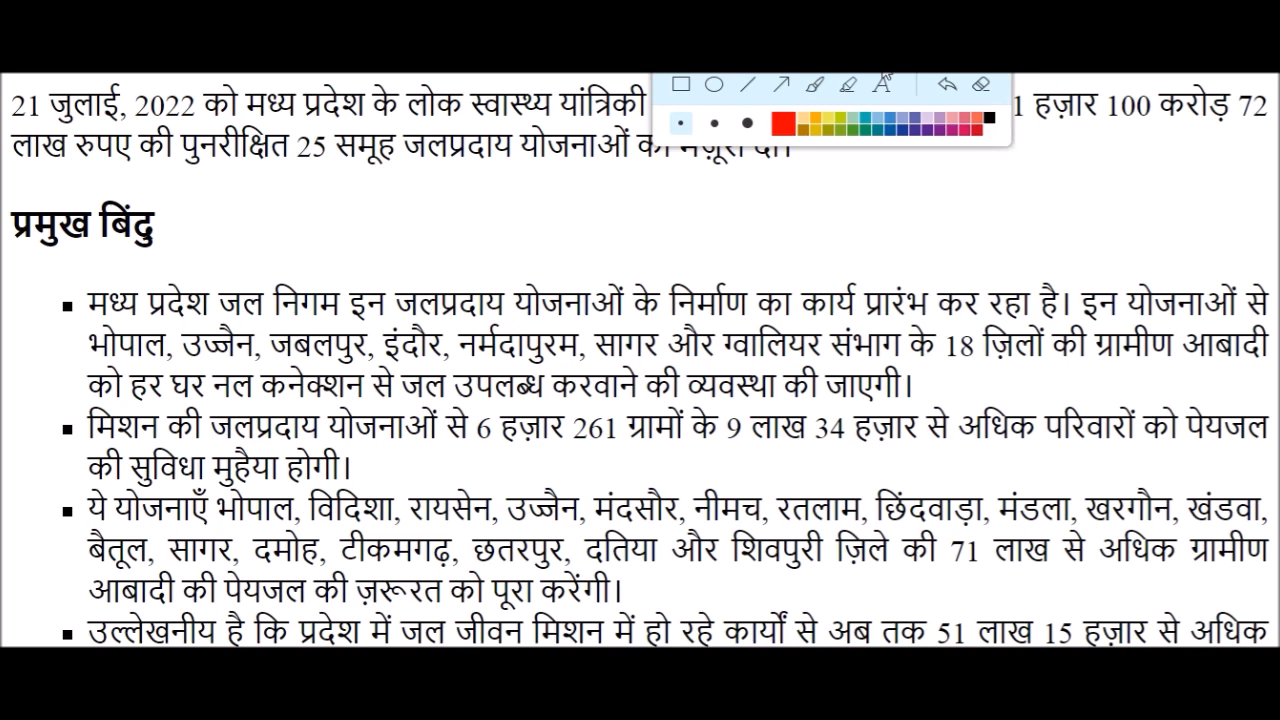 21 जुलाई, 2022 को मध्य प्रदेश के लोक स्वास्थ्य यांत्रिकी 1 हज़ार 100 करोड़ 72
लाख रुपए की पुनरीक्षित 25 समूह जलप्रदाय योजनाओं
प्रमुख बिंदु
मध्य प्रदेश जल निगम इन जलप्रदाय योजनाओं के निर्माण का कार्य प्रारंभ कर रहा है। इन योजनाओं से
भोपाल, उज्जैन, जबलपुर, इंदौर, नर्मदापुरम, सागर और ग्वालियर संभाग के 18 ज़िलों की ग्रामीण आबादी
को हर घर नल कनेक्शन से जल उपलब्ध करवाने की व्यवस्था की जाएगी।
मिशन की जलप्रदाय योजनाओं से 6 हज़ार 261 ग्रामों के 9 लाख 34 हज़ार से अधिक परिवारों को पेयजल
की सुविधा मुहैया होगी।
ये योजनाएँ भोपाल, विदिशा, रायसेन, उज्जैन, मंदसौर, नीमच, रतलाम, छिंदवाड़ा, मंडला, खरगौन, खंडवा,
बैतूल, सागर, दमोह, टीकमगढ़, छतरपुर, दतिया और शिवपुरी ज़िले की 71 लाख से अधिक ग्रामीण
आबादी की पेयजल की ज़रूरत को पूरा करेंगी।
उल्लेखनीय है कि प्रदेश में जल जीवन मिशन में हो रहे कार्यों से अब तक 51 लाख 15 हज़ार से अधिक